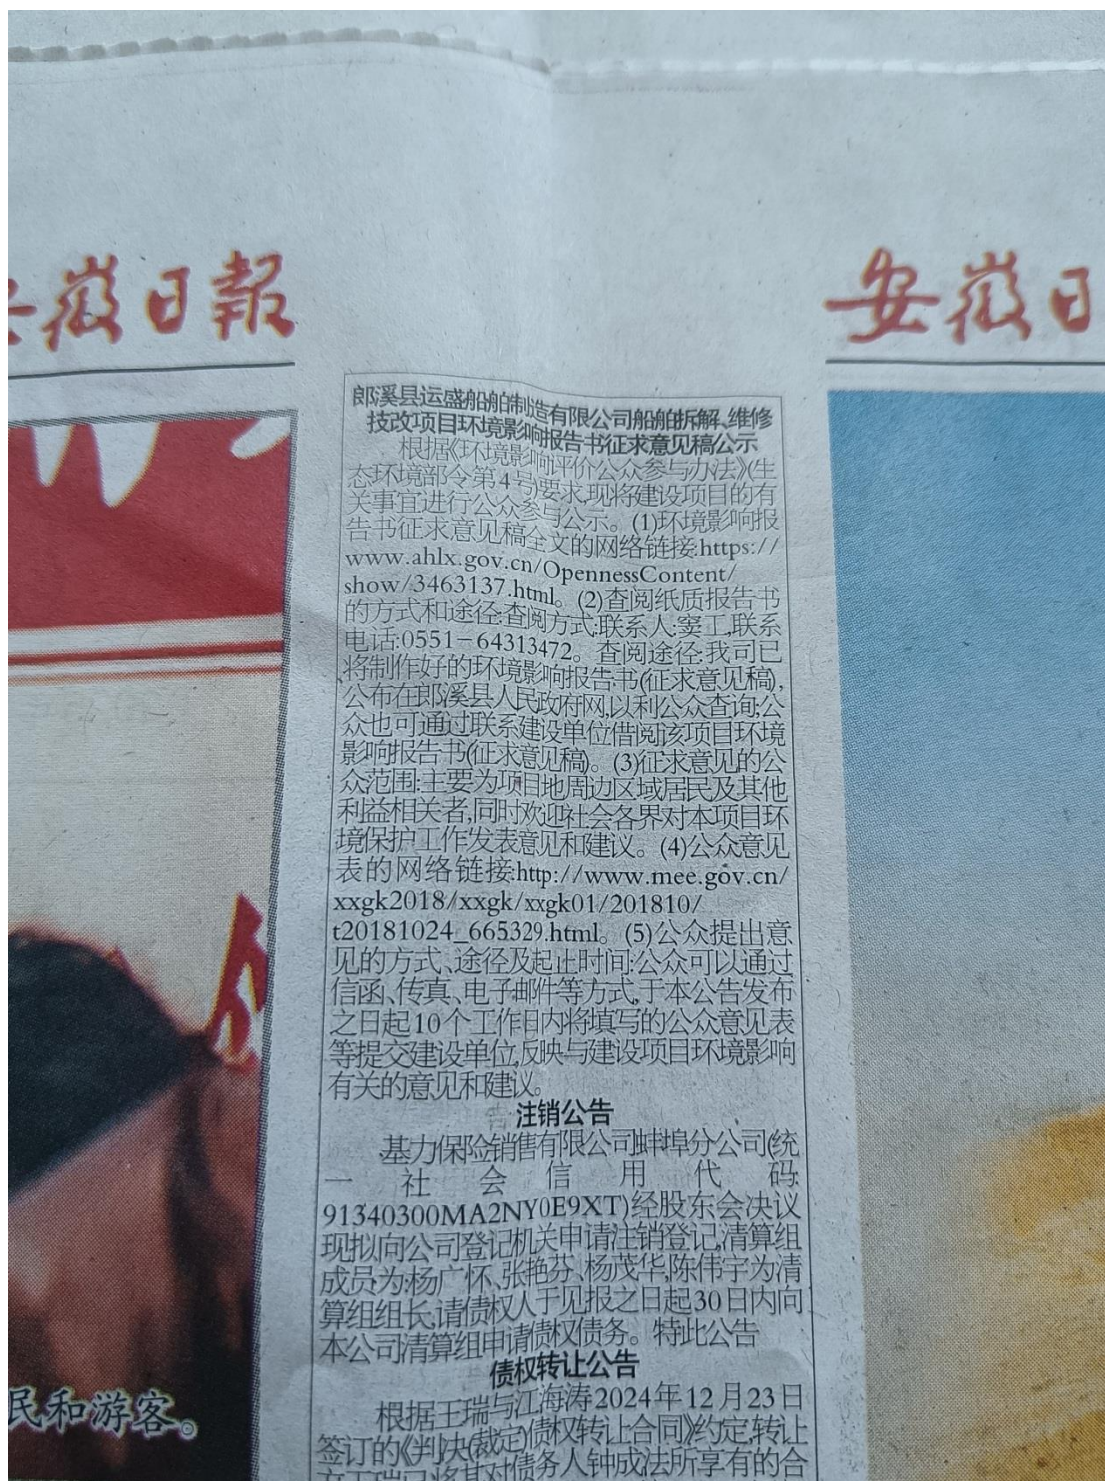 徽日報
安徽日
郎溪县运盛船舶制造有限公司船舶拆解、维修
技改项目环境影响报告书征求意见稿公示
根据《环境影响评价公众参与办法》(生
态环境部令第4号)要求,现将建设项目的有
关事宜进行公众参与公示。(1)环境影响报
告书征求意见稿全文的网络链接:https://
www.ahlx.gov.cn/OpennessContent/
show/3463137.html。(2)查阅纸质报告书
的方式和途径:查阅方式:联系人:窦工,联系
电话:0551-64313472。查阅途径:我司已
将制作好的环境影响报告书(征求意见稿),
公布在郎溪县人民政府网,以利公众查询;公
众也可通过联系建设单位借阅该项目环境
影响报告书(征求意见稿)。(3)征求意见的公
众范围:主要为项目地周边区域居民及其他
利益相关者,同时欢迎社会各界对本项目环
境保护工作发表意见和建议。(4)公众意见
表的网络链接:http://www.mee.gov.cn/
xxgk2018/xxgk/xxgk01/201810/
t20181024_665329.html。(5)公众提出意
见的方式、途径及起止时间:公众可以通过
信函、传真、电子邮件等方式,于本公告发布
之日起10个工作日内将填写的公众意见表
等提交建设单位,反映与建设项目环境影响
有关的意见和建议。
注销公告
基力保险销售有限公司蚌埠分公司(统
一社会信用代码:
91340300MA2NY0E9XT)经股东会决议
现拟向公司登记机关申请注销登记,清算组
成员为:杨广怀、张艳芬、杨茂华,陈伟宇为清
算组组长,请债权人于见报之日起30日内向
本公司清算组申请债权债务。特此公告
债权转让公告
根据王瑞与江海涛2024年12月23日
签订的《判决(裁定)债权转让合同》约定,转让
方王瑞已将其对债务人钟成法所享有的合
民和游客。